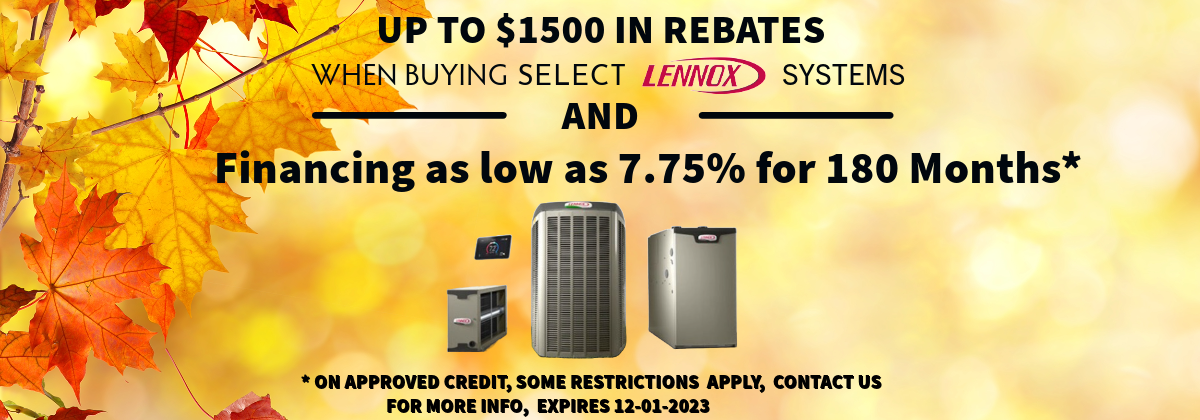 UP TO $1500 IN REBATES
WHEN BUYING SELECT LENNOX SYSTEMS
AND
Financing as low as 7.75% for 180 Months*
* ON APPROVED CREDIT, SOME RESTRICTIONS APPLY, CONTACT US
FOR MORE INFO, EXPIRES 12-01-2023